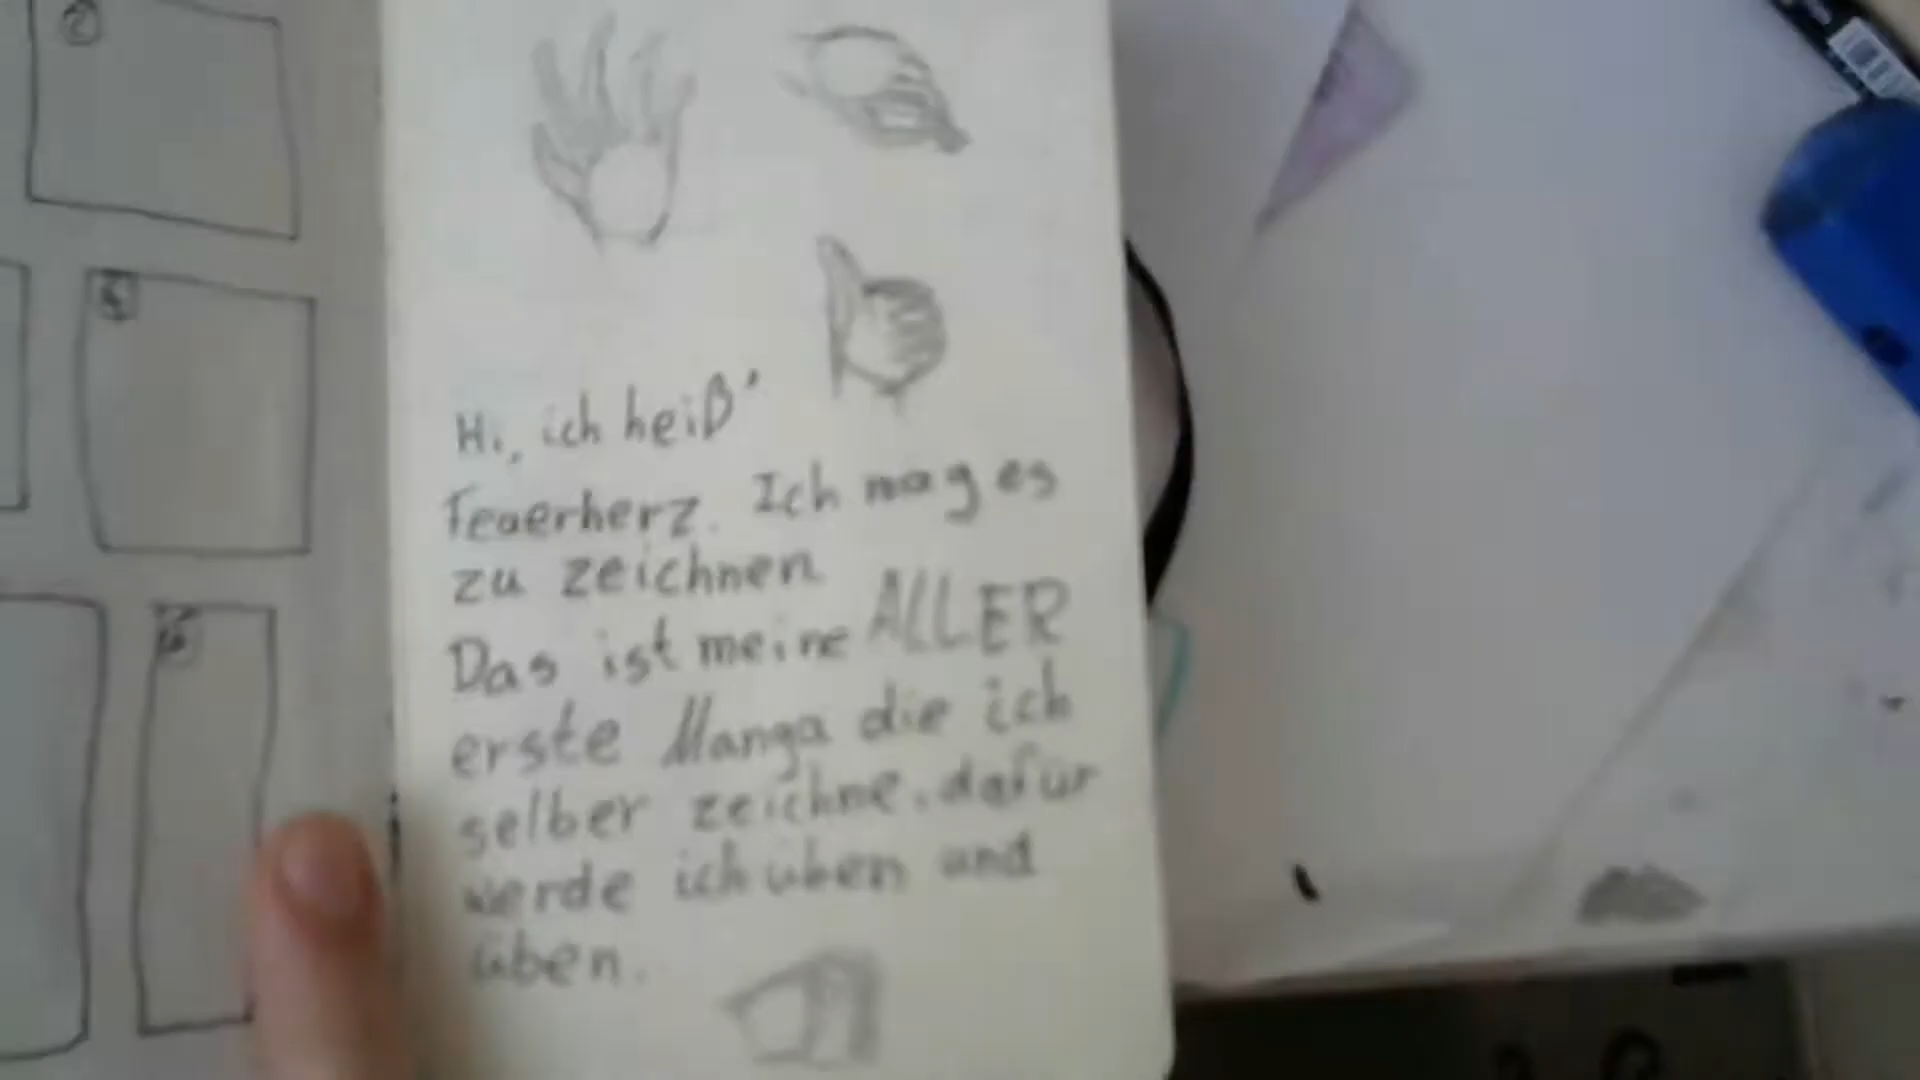 Hi, ich heiß'
Feuerherz. Ich mag es
zu zeichnen
Das ist meine ALLER
erste Manga die ich
selber zeichne. dafür
werde ich üben und
üben.